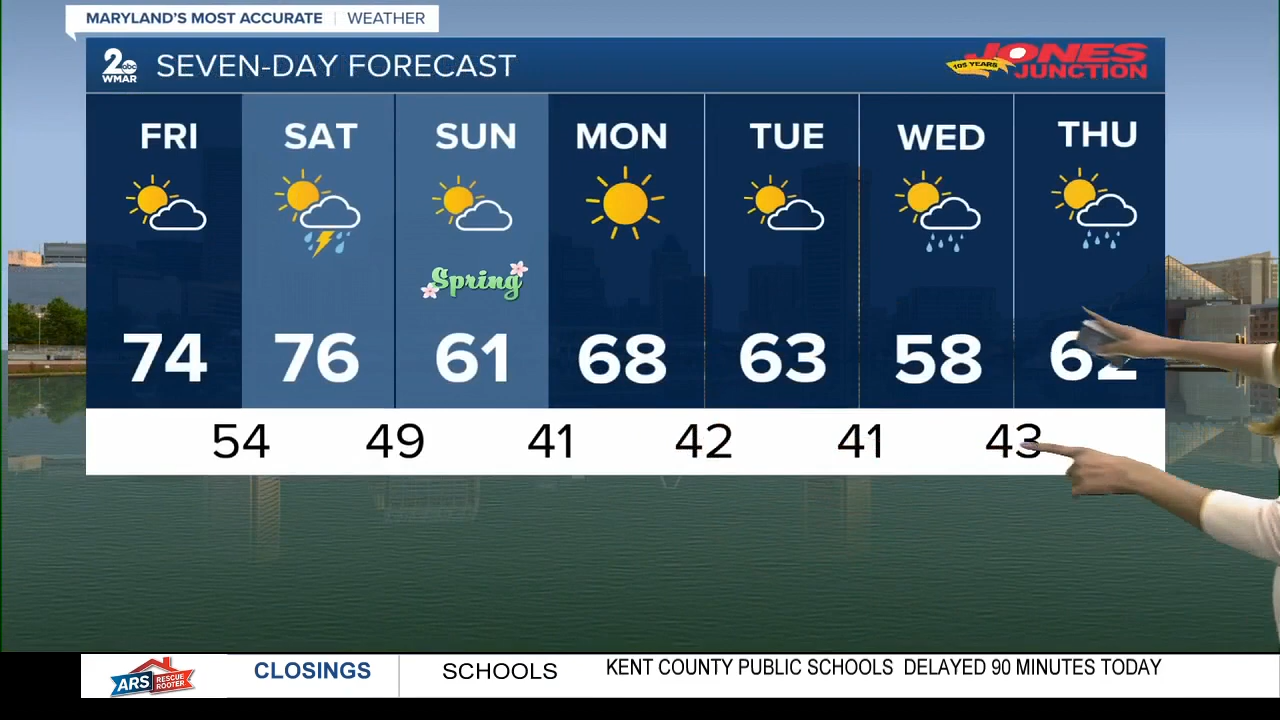 MARYLAND'S MOST ACCURATE | WEATHER
2 abc WMAR
SEVEN-DAY FORECAST
105 YEARS
JONES
JUNCTION
FRI SAT SUN MON TUE WED THU
Spring
74 76 61 68 63 58 62
54 49 41 42 41 43
ARS RESCUE ROOTER
CLOSINGS
SCHOOLS
KENT COUNTY PUBLIC SCHOOLS DELAYED 90 MINUTES TODAY